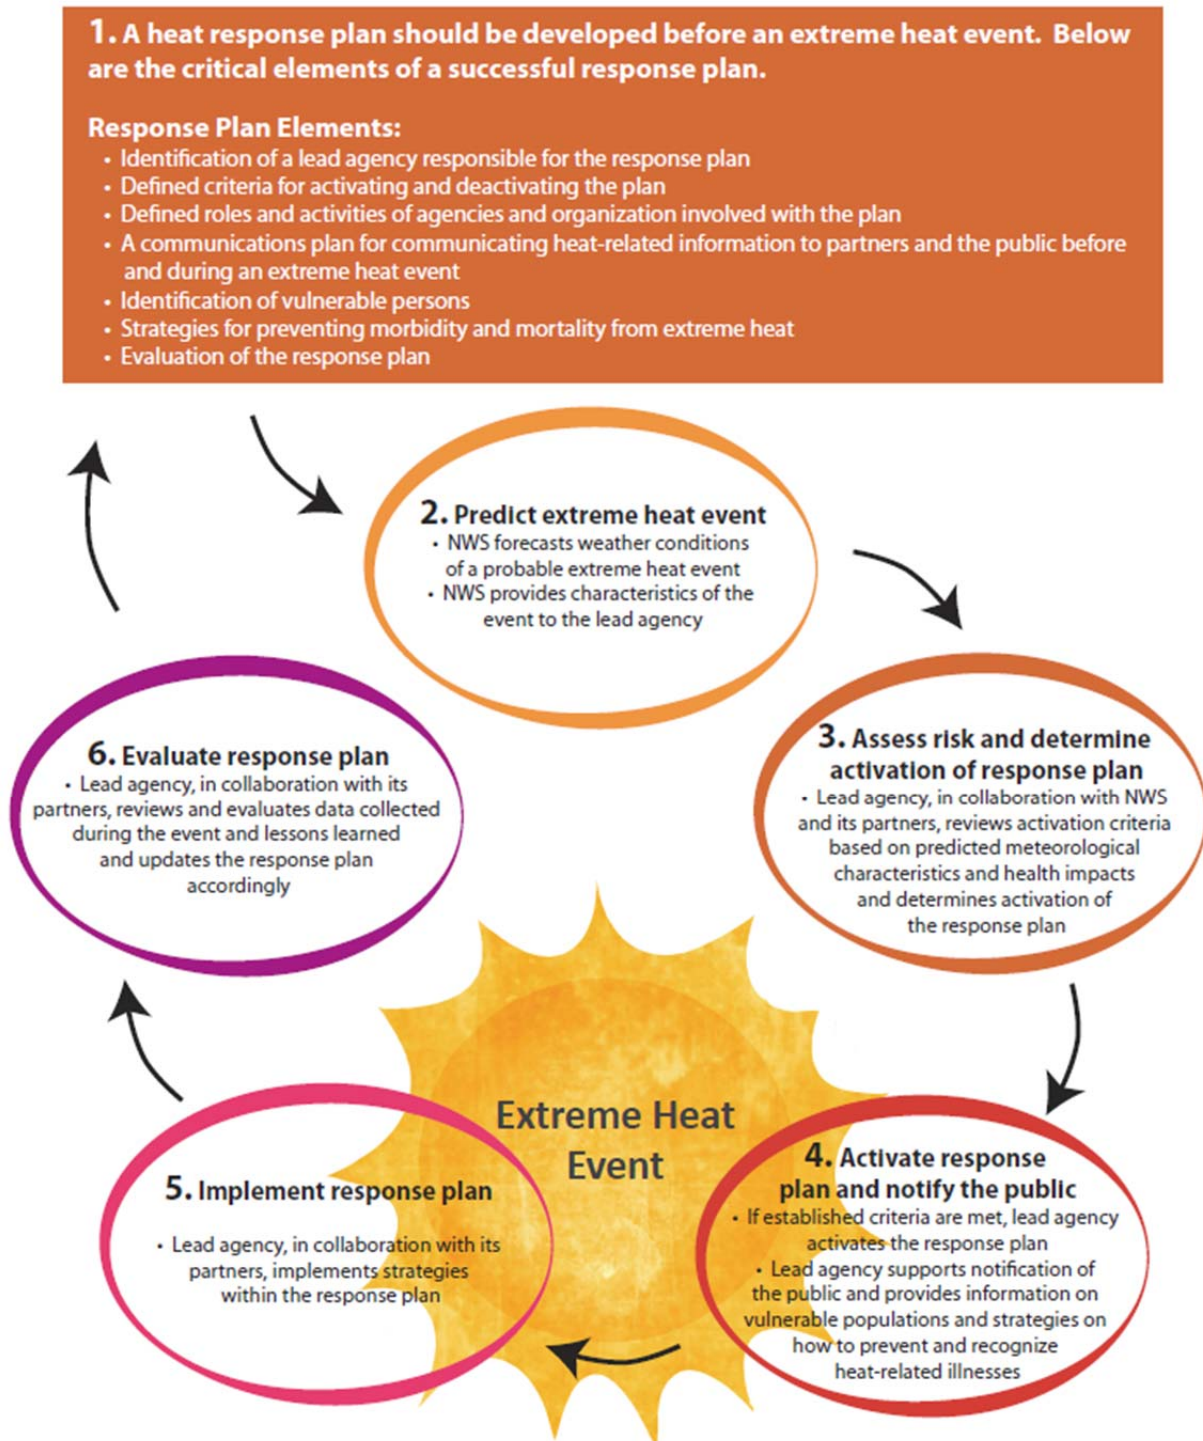 1. A heat response plan should be developed before an extreme heat event. Below
are the critical elements of a successful response plan.
Response Plan Elements:
• Identification of a lead agency responsible for the response plan
• Defined criteria for activating and deactivating the plan
• Defined roles and activities of agencies and organization involved with the plan
• A communications plan for communicating heat-related information to partners and the public before
and during an extreme heat event
• Identification of vulnerable persons
• Strategies for preventing morbidity and mortality from extreme heat
• Evaluation of the response plan
2. Predict extreme heat event
• NWS forecasts weather conditions
of a probable extreme heat event
• NWS provides characteristics of the
event to the lead agency
3. Assess risk and determine
activation of response plan
• Lead agency, in collaboration with NWS
and its partners, reviews activation criteria
based on predicted meteorological
characteristics and health impacts
and determines activation of
the response plan
4. Activate response
plan and notify the public
• If established criteria are met, lead agency
activates the response plan
• Lead agency supports notification of
the public and provides information on
vulnerable populations and strategies on
how to prevent and recognize
heat-related illnesses
5. Implement response plan
• Lead agency, in collaboration with its
partners, implements strategies
within the response plan
6. Evaluate response plan
• Lead agency, in collaboration with its
partners, reviews and evaluates data collected
during the event and lessons learned
and updates the response plan
accordingly
Extreme Heat
Event